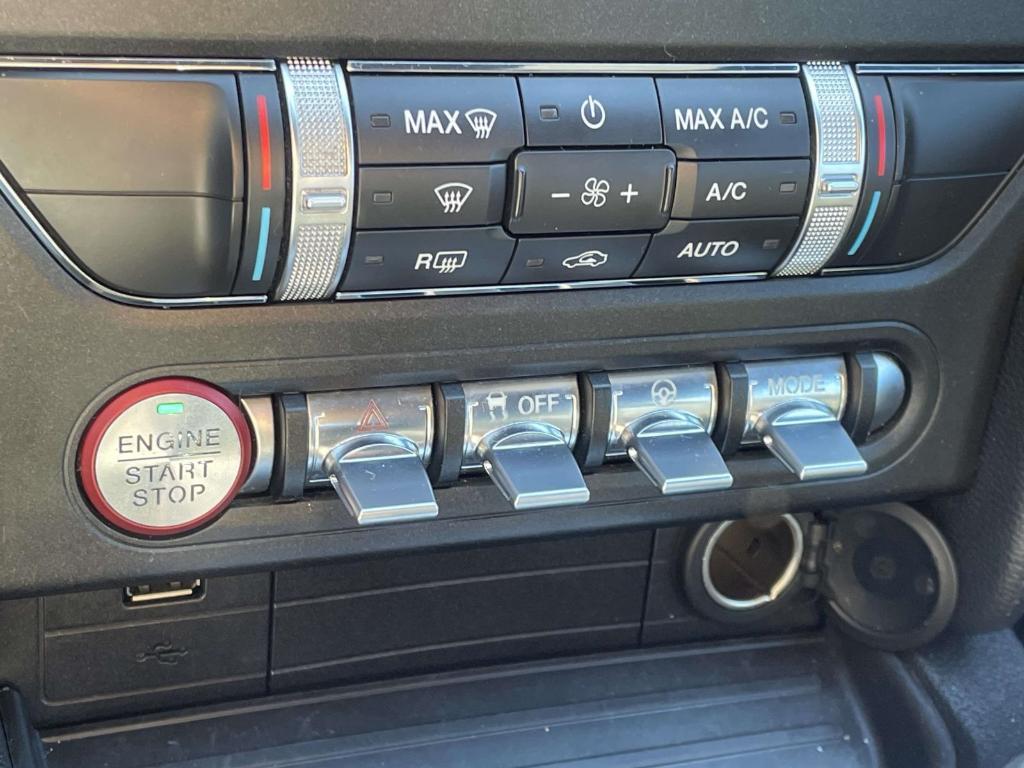 MAX
MAX A/C
- +
A/C
R
AUTO
ENGINE
START
STOP
OFF
MODE